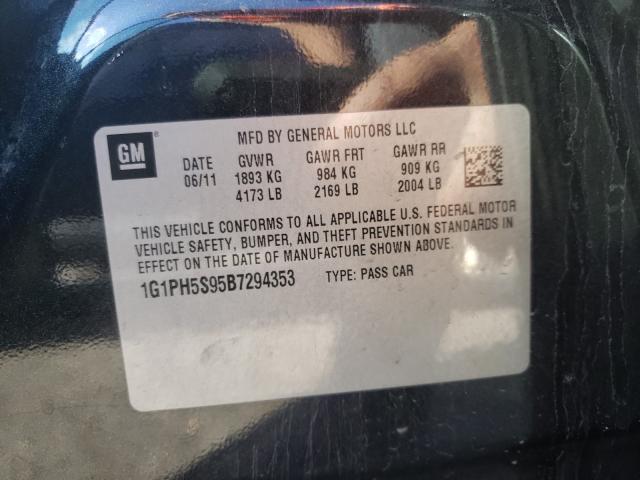 GM
®
MFD BY GENERAL MOTORS LLC
DATE GVWR GAWR FRT GAWR RR
06/11 1893 KG 984 KG 909 KG
4173 LB 2169 LB 2004 LB
THIS VEHICLE CONFORMS TO ALL APPLICABLE U.S. FEDERAL MOTOR
VEHICLE SAFETY, BUMPER, AND THEFT PREVENTION STANDARDS IN
EFFECT ON THE DATE OF MANUFACTURE SHOWN ABOVE.
1G1PH5S95B7294353 TYPE: PASS CAR